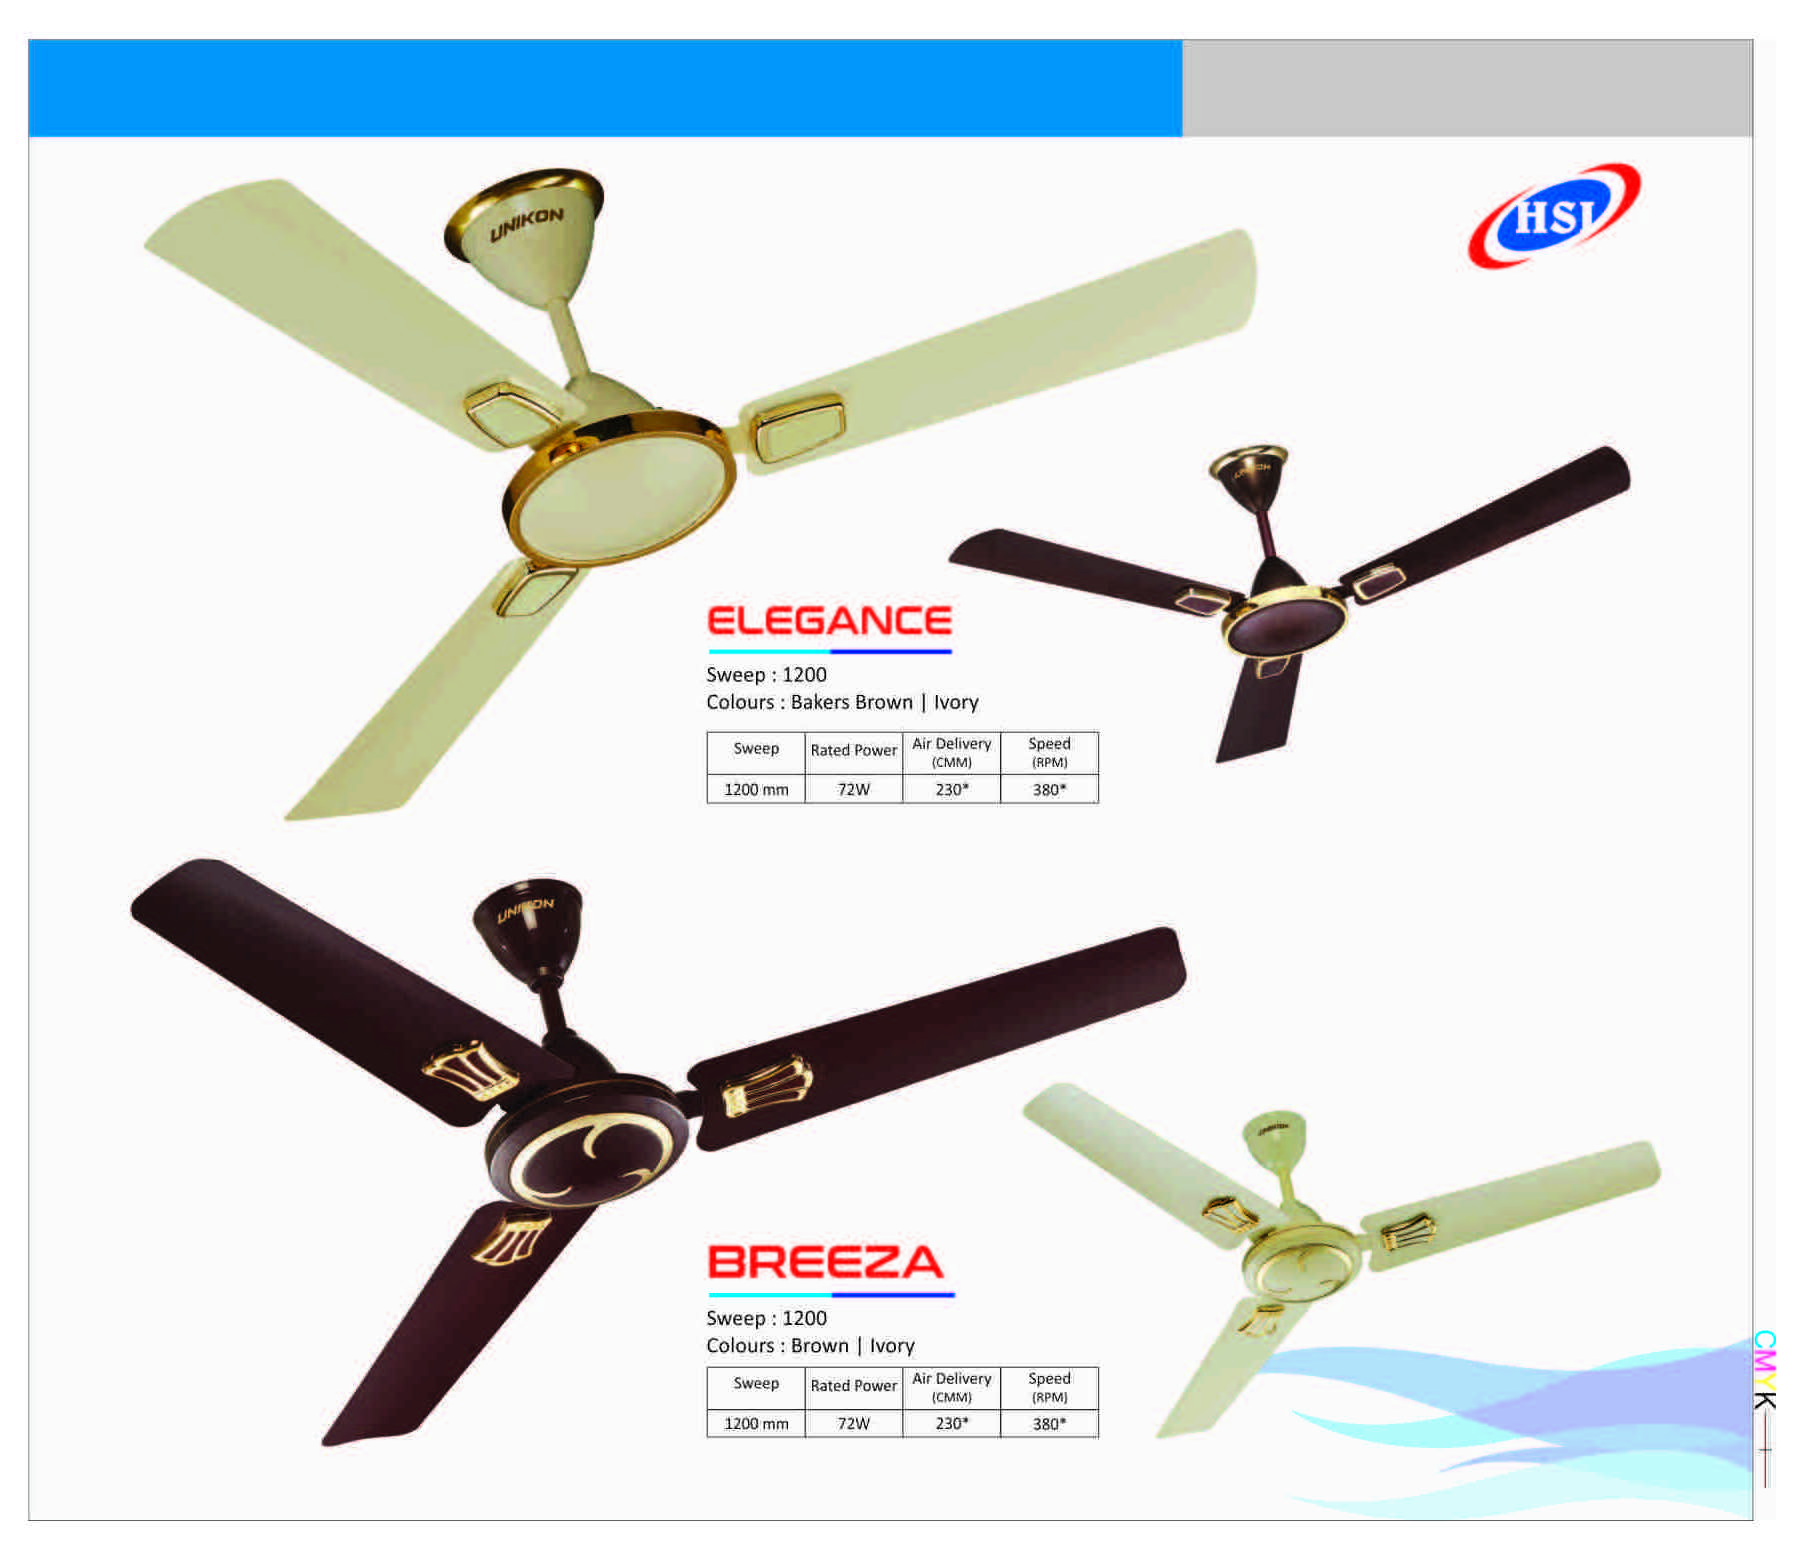 UNIKON
HSI
UNIKON
ELEGANCE
Sweep : 1200
Colours : Bakers Brown | Ivory
Sweep Rated Power Air Delivery (CMM) Speed (RPM)
1200 mm 72W 230* 380*
UNIKON
UNIKON
BREEZA
Sweep : 1200
Colours : Brown | Ivory
Sweep Rated Power Air Delivery (CMM) Speed (RPM)
1200 mm 72W 230* 380*
CMYK